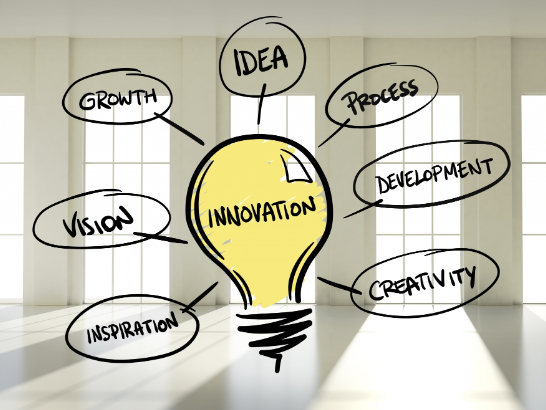 IDEA
GROWTH
PROCESS
DEVELOPMENT
INNOVATION
VISION
CREATIVITY
INSPIRATION